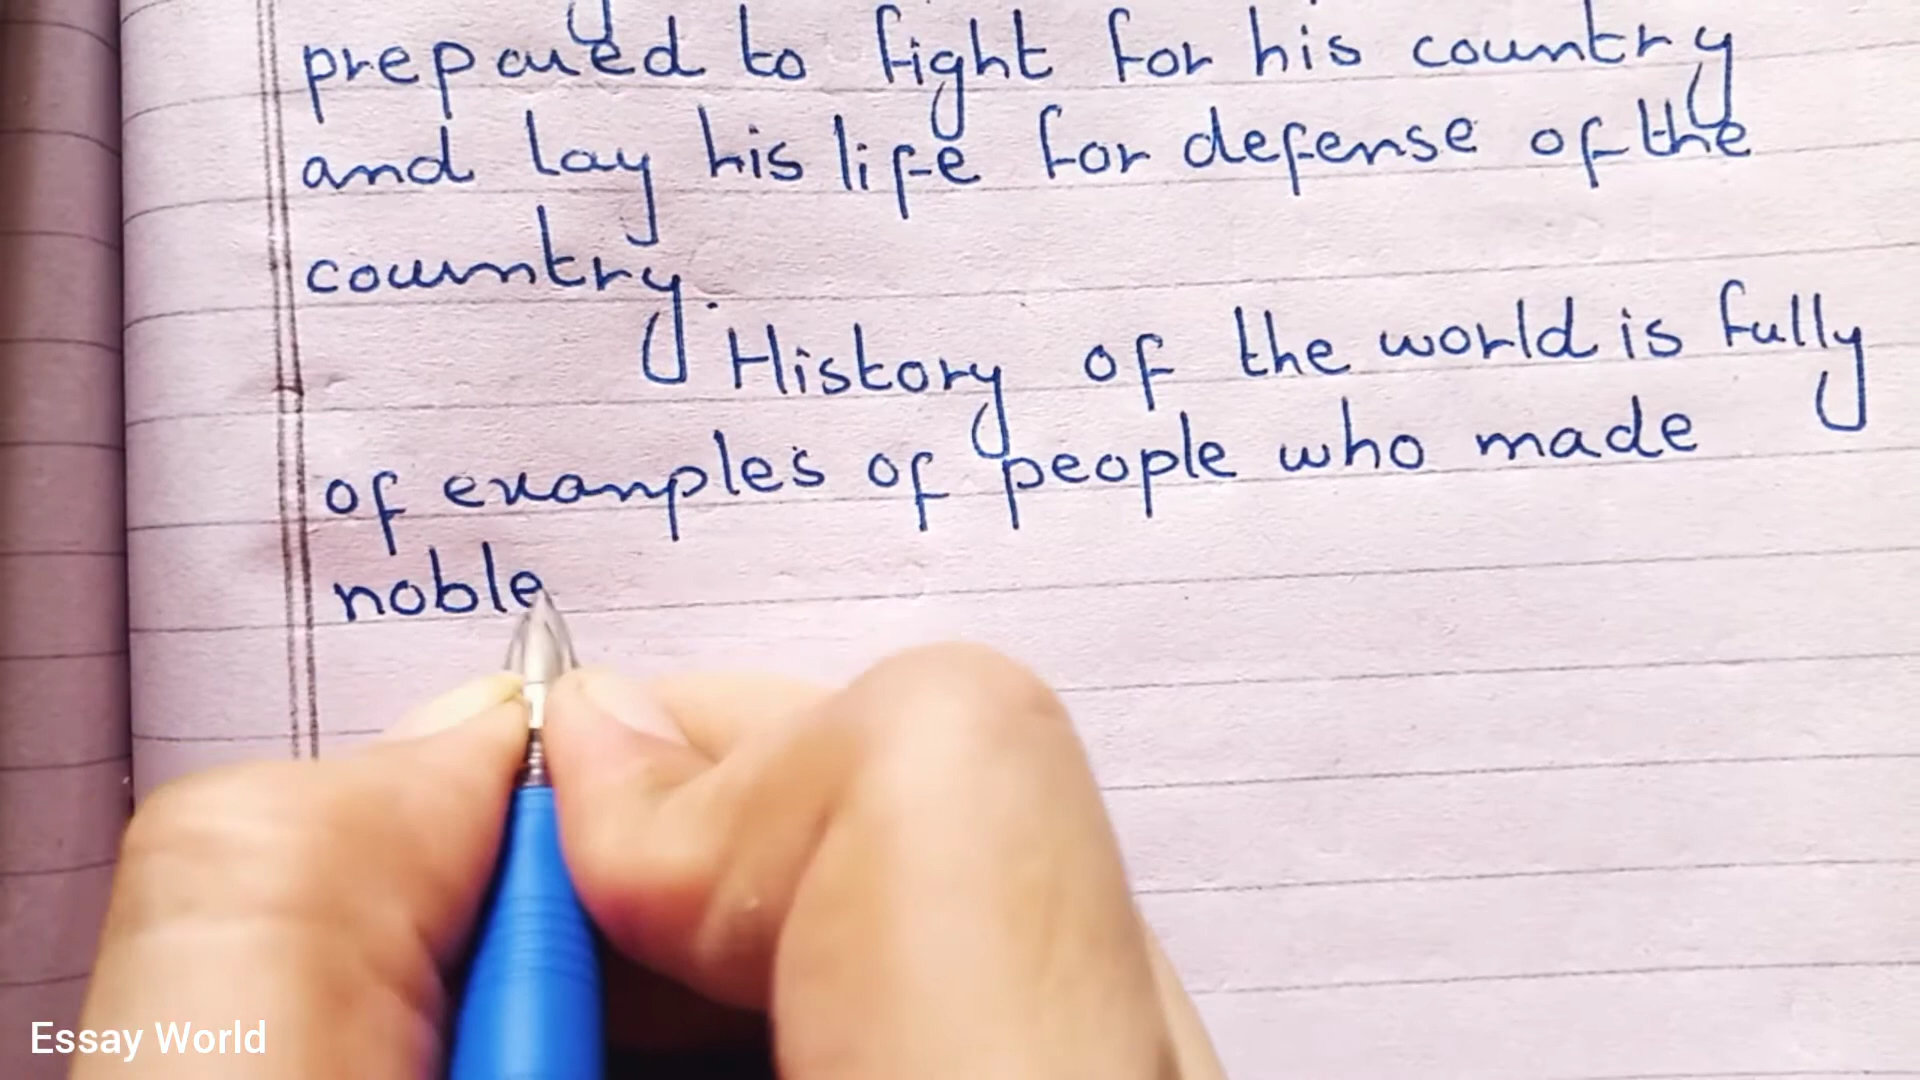 prepared to fight for his country
and lay his life for defense of the
country.
History of the world is fully
of examples of people who made
noble
Essay World